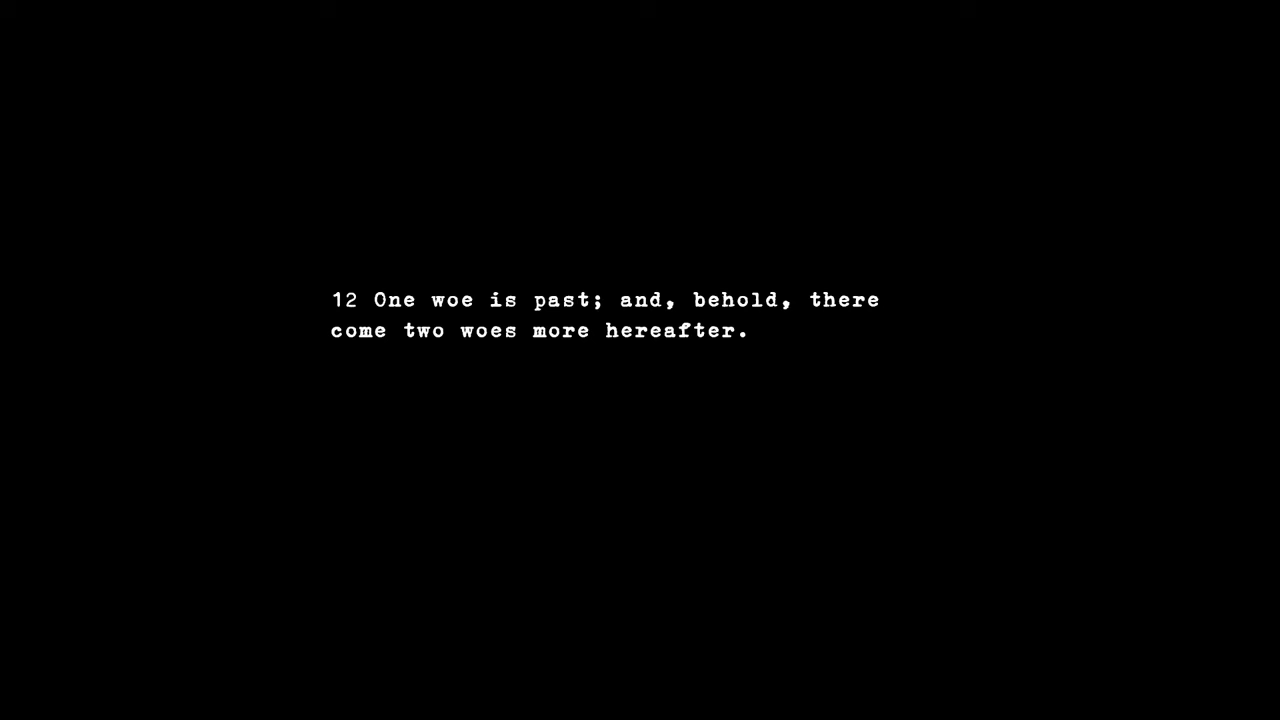 12 One woe is past; and, behold, there
come two woes more hereafter.